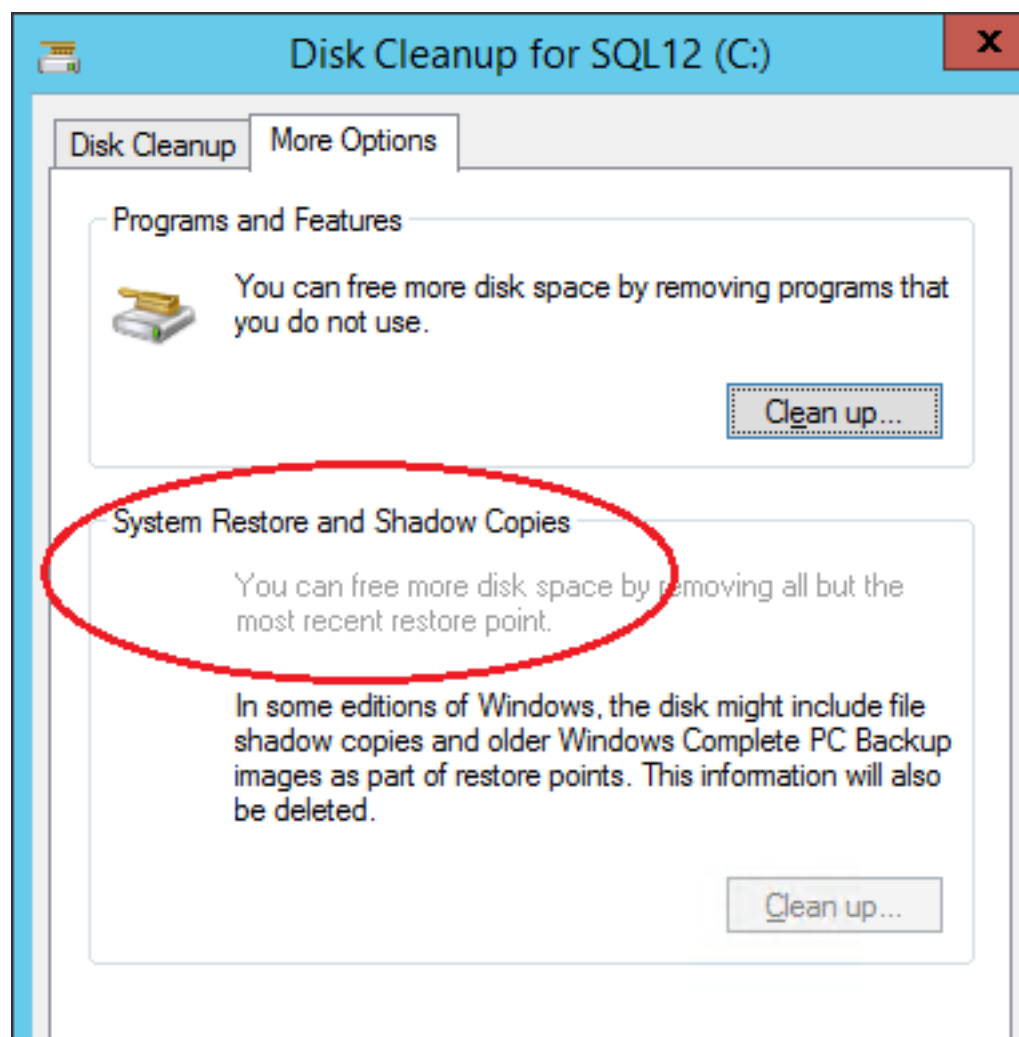 Disk Cleanup for SQL12 (C:)
x
Disk Cleanup
More Options
Programs and Features
You can free more disk space by removing programs that
you do not use.
Clean up...
System Restore and Shadow Copies
You can free more disk space by removing all but the
most recent restore point.
In some editions of Windows, the disk might include file
shadow copies and older Windows Complete PC Backup
images as part of restore points. This information will also
be deleted.
Clean up...